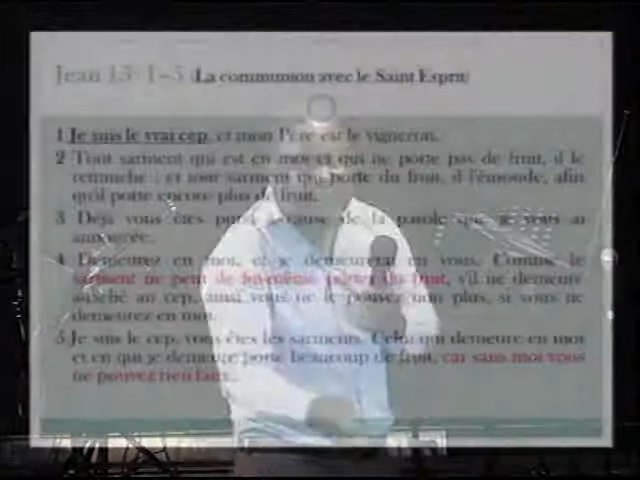 Jean 15: 1-5 (La communion avec le Saint Esprit)
1 Je suis le vrai cep, et mon Père est le vigneron.
2 Tout sarment qui est en moi et qui ne porte pas de fruit, il le
retranche ; et tout sarment qui porte du fruit, il l'émonde, afin
qu'il porte encore plus de fruit.
3 Déjà vous êtes purs, à cause de la parole que je vous ai
annoncée.
4 Demeurez en moi, et je demeurerai en vous. Comme le
sarment ne peut de lui-même porter du fruit, s'il ne demeure
attaché au cep, ainsi vous ne le pouvez non plus, si vous ne
demeurez en moi.
5 Je suis le cep, vous êtes les sarments. Celui qui demeure en moi
et en qui je demeure porte beaucoup de fruit, car sans moi vous
ne pouvez rien faire.